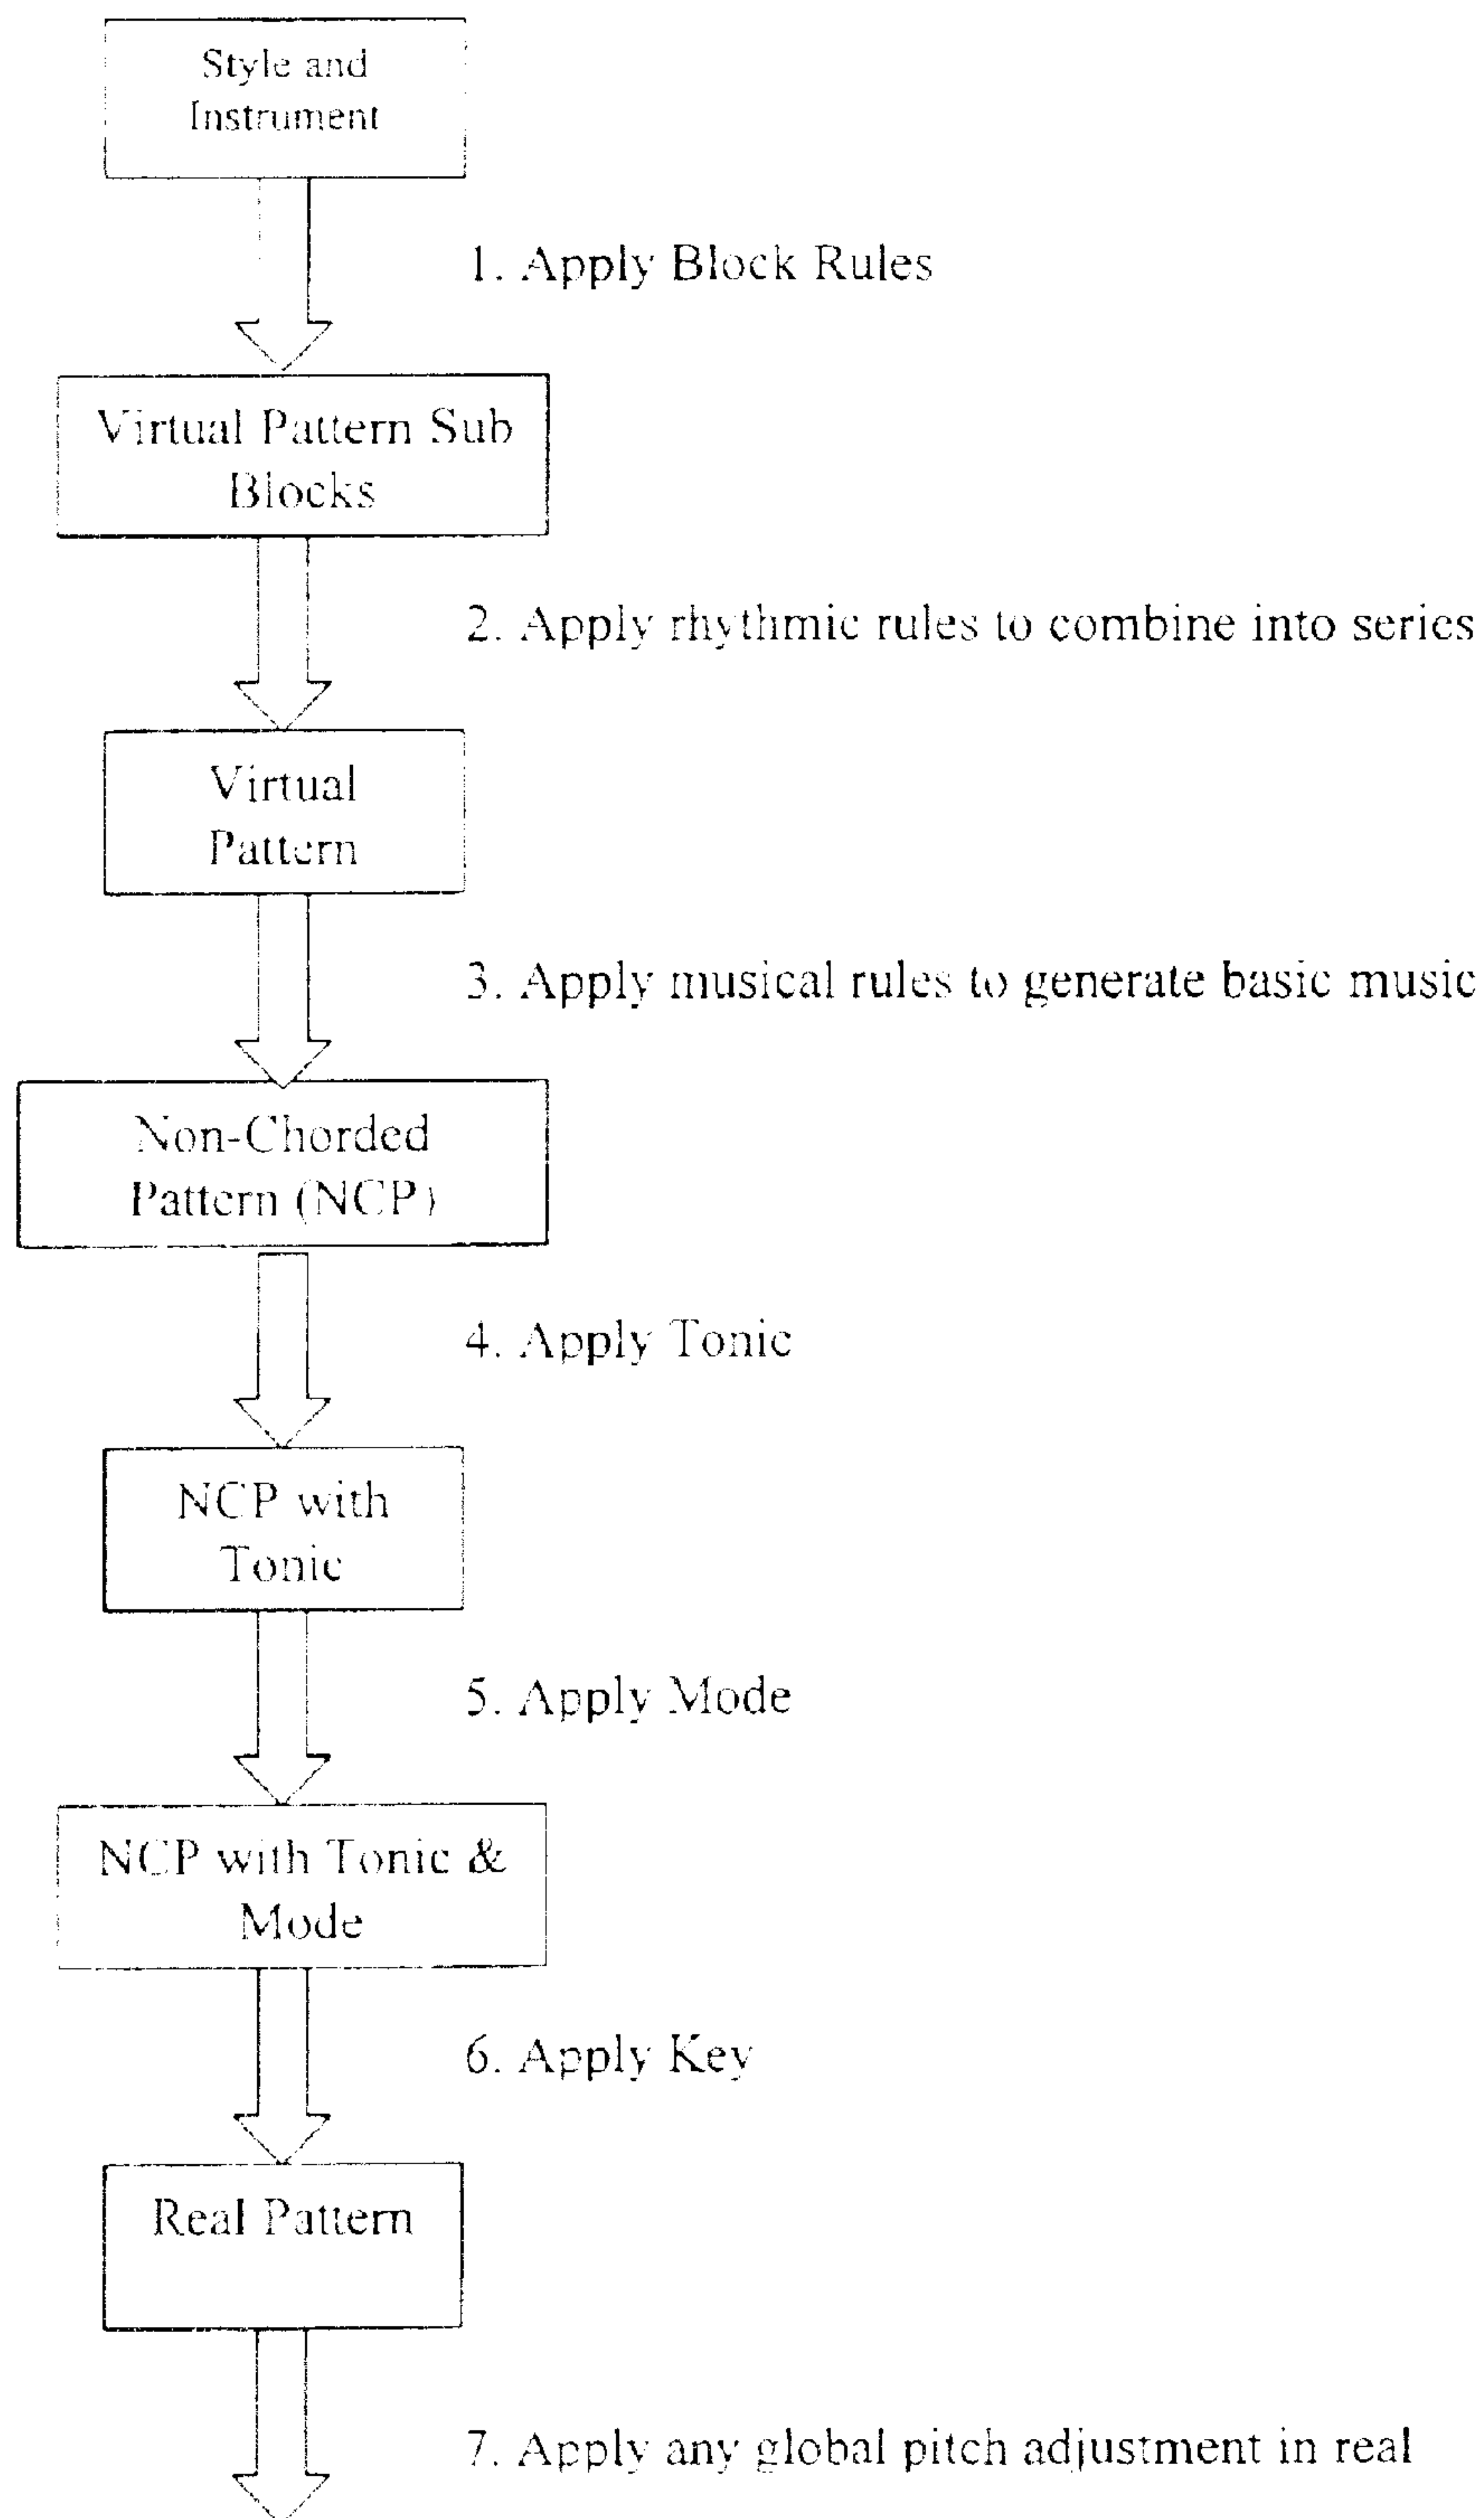 Style and
Instrument
1. Apply Block Rules
Virtual Pattern Sub
Blocks
2. Apply rhythmic rules to combine into series
Virtual
Pattern
3. Apply musical rules to generate basic music
Non-Chorded
Pattern (NCP)
4. Apply Tonic
NCP with
Tonic
5. Apply Mode
NCP with Tonic &
Mode
6. Apply Key
Real Pattern
7. Apply any global pitch adjustment in real